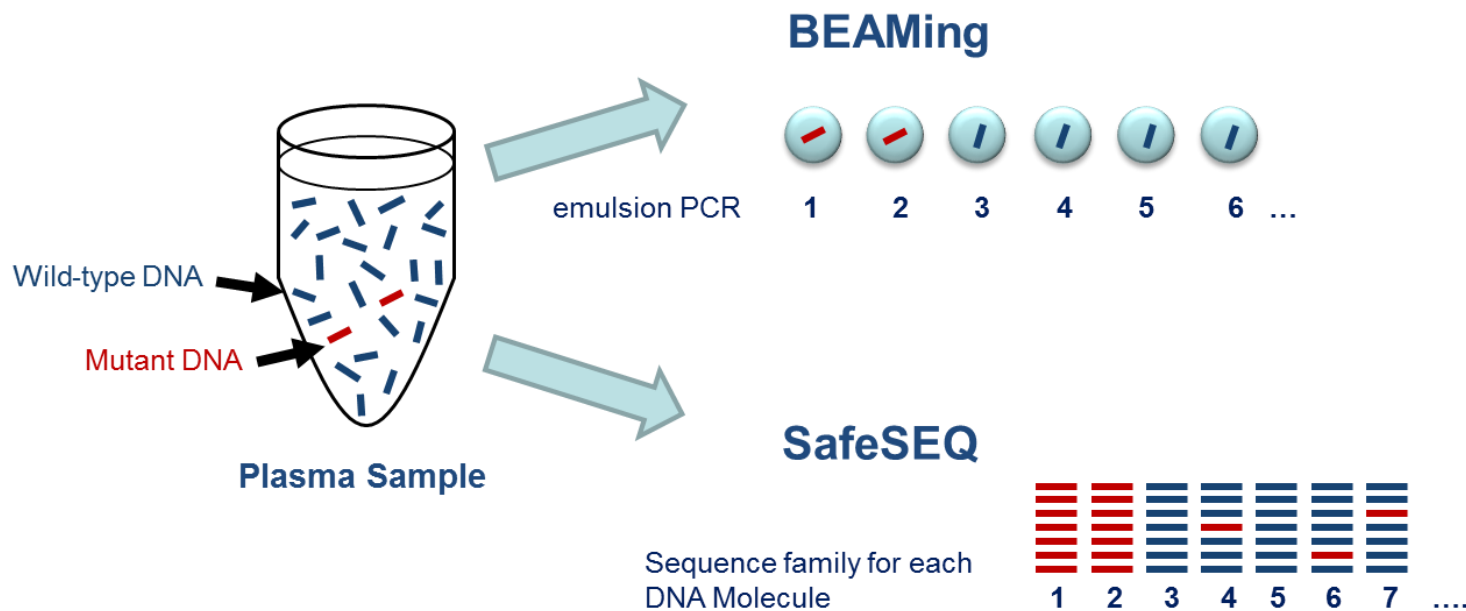 BEAMing
emulsion PCR 1 2 3 4 5 6 ...
Wild-type DNA
Mutant DNA
Plasma Sample
SafeSEQ
Sequence family for each
DNA Molecule 1 2 3 4 5 6 7 ....